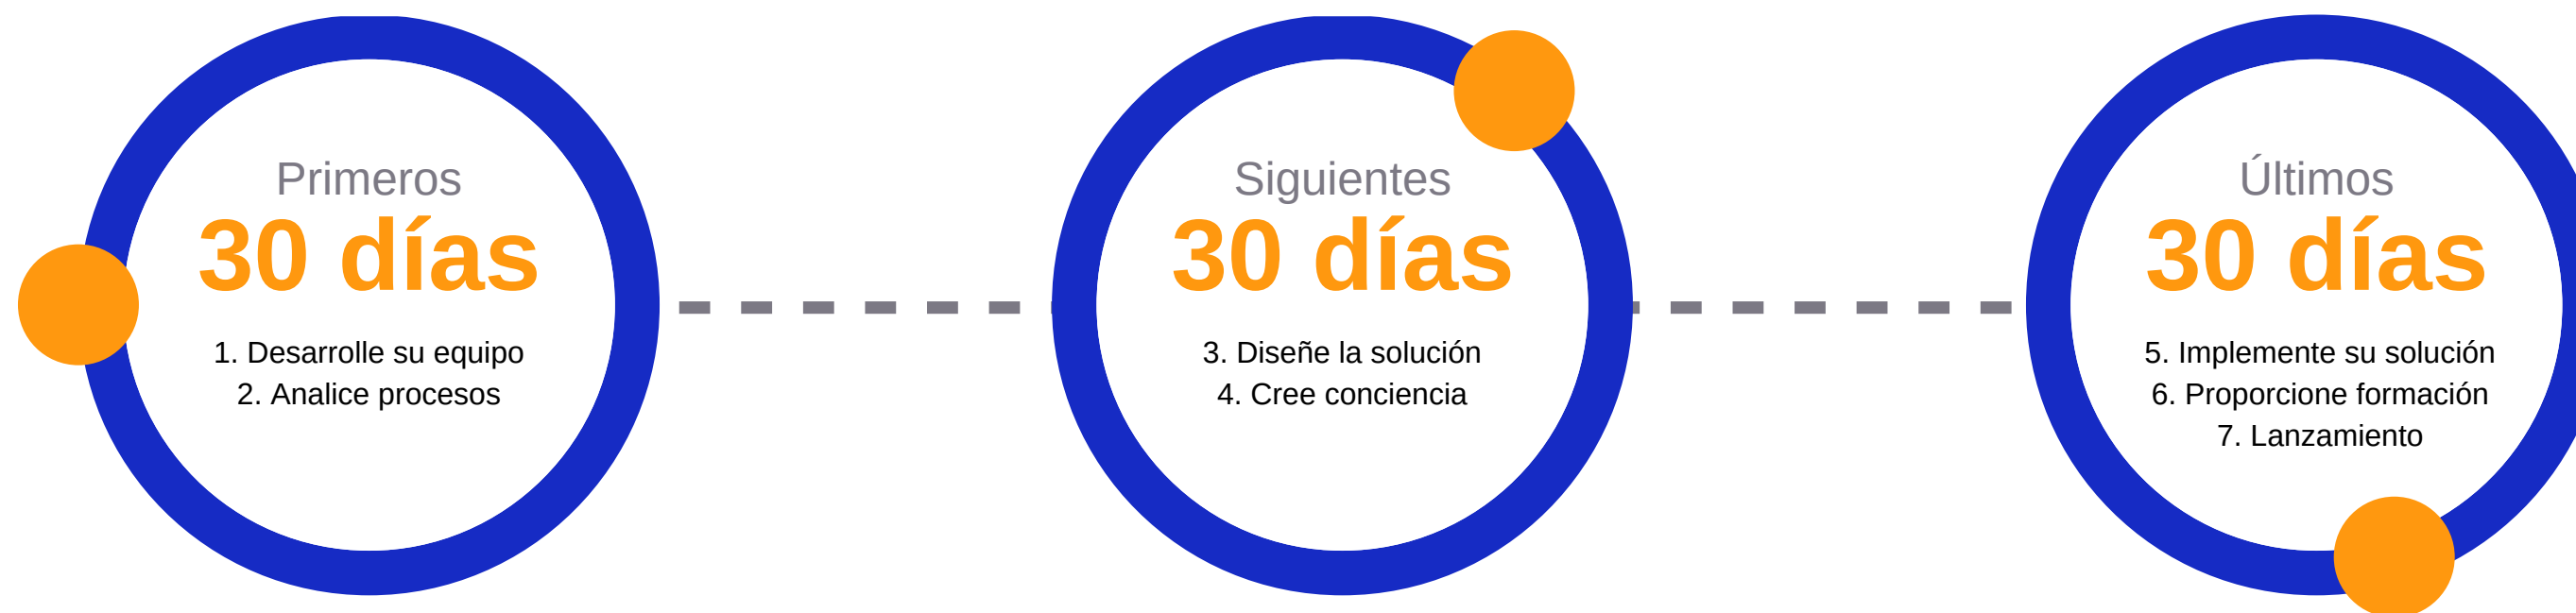 Primeros
30 días
1. Desarrolle su equipo
2. Analice procesos
Siguientes
30 días
3. Diseñe la solución
4. Cree conciencia
Últimos
30 días
5. Implemente su solución
6. Proporcione formación
7. Lanzamiento